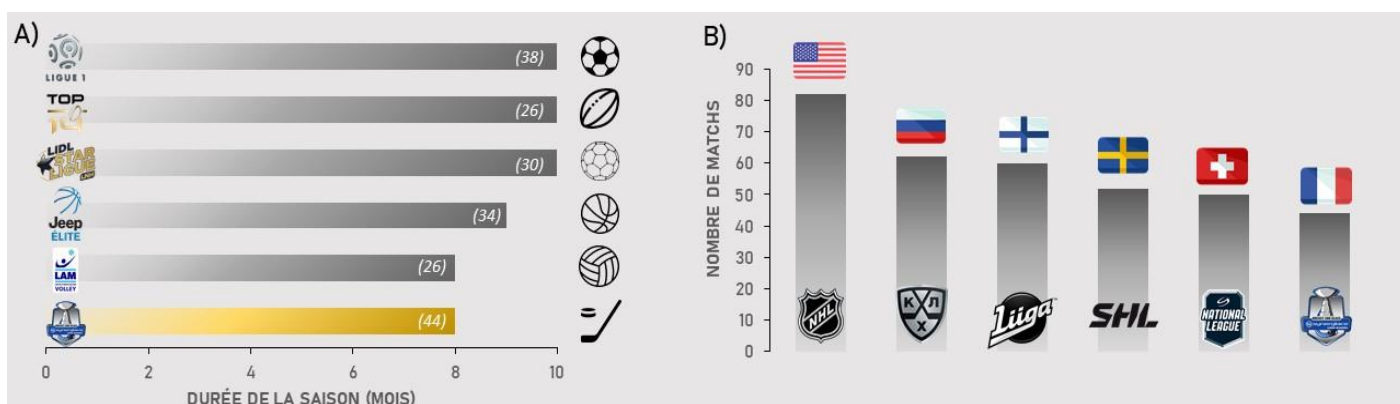 A)
LIGUE 1
(38)
TOP
14
(26)
LIDL
STAR
LIGUE
(30)
Jeep
ÉLITE
(34)
LAM
VOLLEY
(26)
(44)
0 2 4 6 8 10
DURÉE DE LA SAISON (MOIS)
B)
NOMBRE DE MATCHS
90
80
70
60
50
40
30
20
10
0
NHL
КХЛ
Liiga
SHL
NATIONAL
LEAGUE